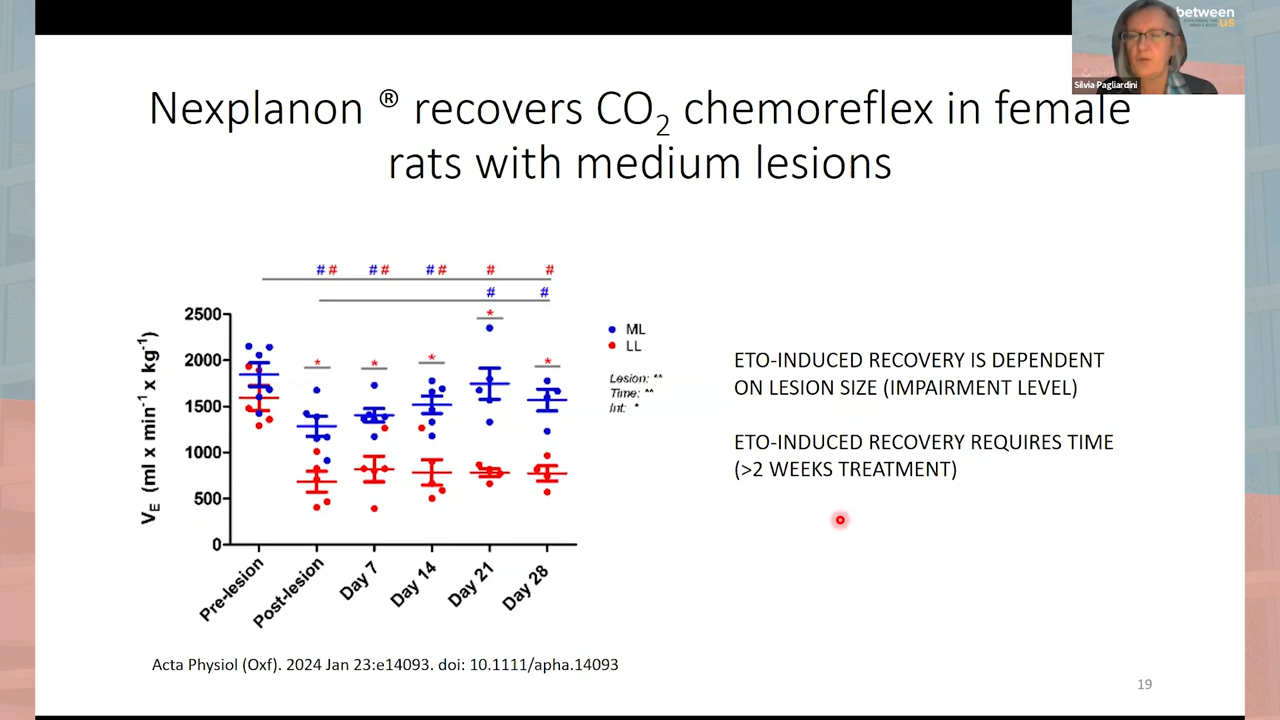 between
us
Silvia Pagliardini
Nexplanon ® recovers CO2 chemoreflex in female
rats with medium lesions
# # # # # # # #
# #
*
* * * *
2500
2000
1500
1000
500
0
VE (ml x min-1 x kg-1)
Pre-lesion
Post-lesion
Day 7
Day 14
Day 21
Day 28
ML
LL
Lesion: **
Time: **
Int: *
ETO-INDUCED RECOVERY IS DEPENDENT
ON LESION SIZE (IMPAIRMENT LEVEL)
ETO-INDUCED RECOVERY REQUIRES TIME
(>2 WEEKS TREATMENT)
Acta Physiol (Oxf). 2024 Jan 23:e14093. doi: 10.1111/apha.14093
19